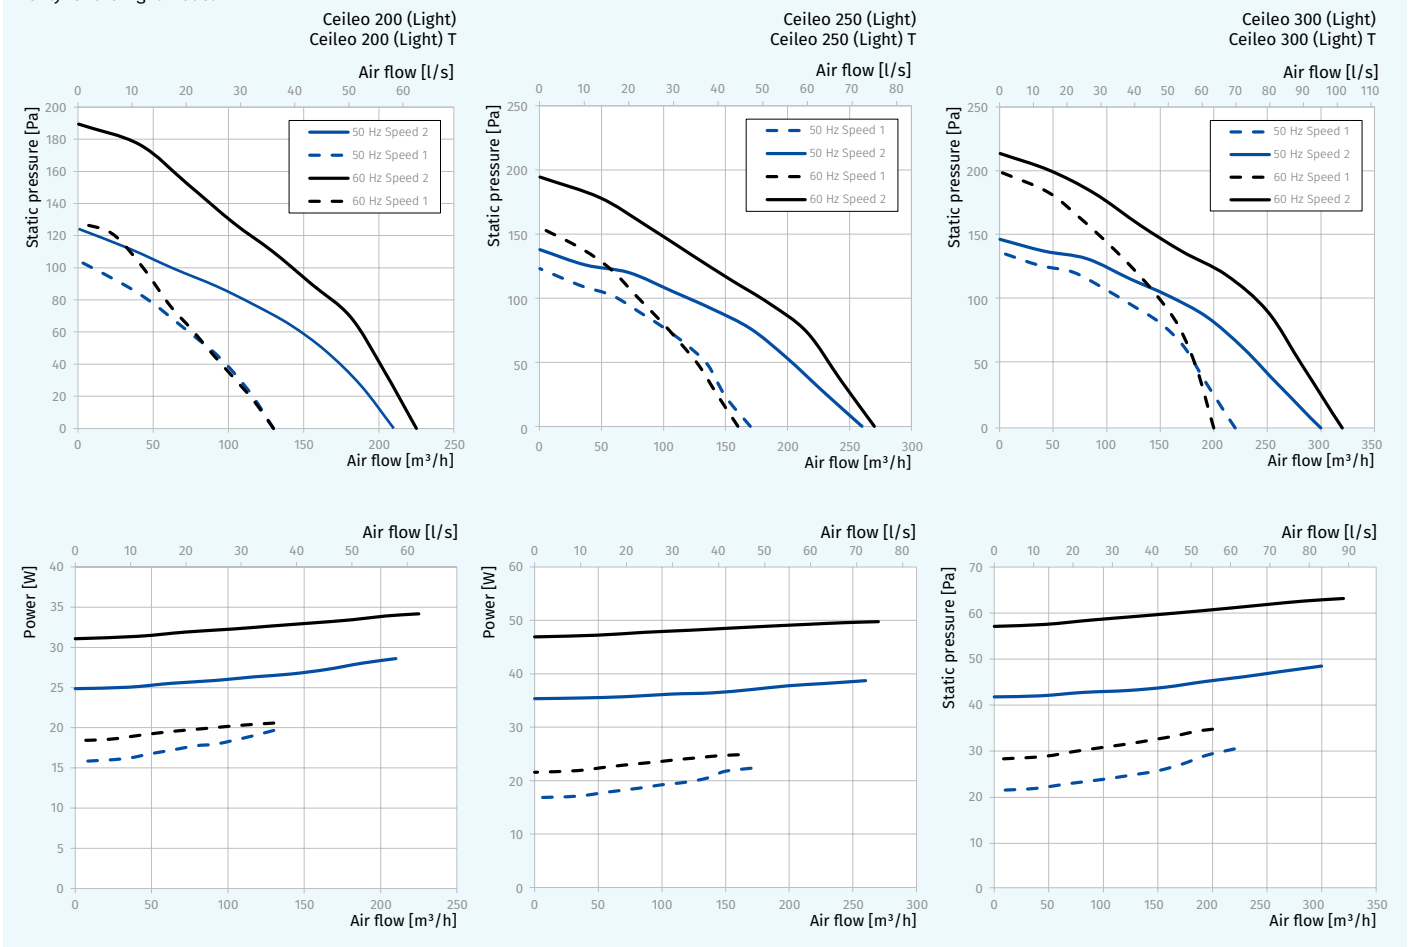 Ceileo 200 (Light)
Ceileo 200 (Light) T
Air flow [l/s]
0 10 20 30 40 50 60
Static pressure [Pa]
200
180
160
140
120
100
80
60
40
20
0
50 Hz Speed 2
50 Hz Speed 1
60 Hz Speed 2
60 Hz Speed 1
0 50 100 150 200 250
Air flow [m³/h]
Ceileo 250 (Light)
Ceileo 250 (Light) T
Air flow [l/s]
0 10 20 30 40 50 60 70 80
Static pressure [Pa]
250
200
150
100
50
0
50 Hz Speed 1
50 Hz Speed 2
60 Hz Speed 1
60 Hz Speed 2
0 50 100 150 200 250 300
Air flow [m³/h]
Ceileo 300 (Light)
Ceileo 300 (Light) T
Air flow [l/s]
0 10 20 30 40 50 60 70 80 90 100 110
Static pressure [Pa]
250
200
150
100
50
0
50 Hz Speed 1
50 Hz Speed 2
60 Hz Speed 1
60 Hz Speed 2
0 50 100 150 200 250 300 350
Air flow [m³/h]
Air flow [l/s]
0 10 20 30 40 50 60
Power [W]
40
35
30
25
20
15
10
5
0
0 50 100 150 200 250
Air flow [m³/h]
Air flow [l/s]
0 10 20 30 40 50 60 70 80
Power [W]
60
50
40
30
20
10
0
0 50 100 150 200 250 300
Air flow [m³/h]
Air flow [l/s]
0 10 20 30 40 50 60 70 80 90
Static pressure [Pa]
70
60
50
40
30
20
10
0
0 50 100 150 200 250 300 350
Air flow [m³/h]